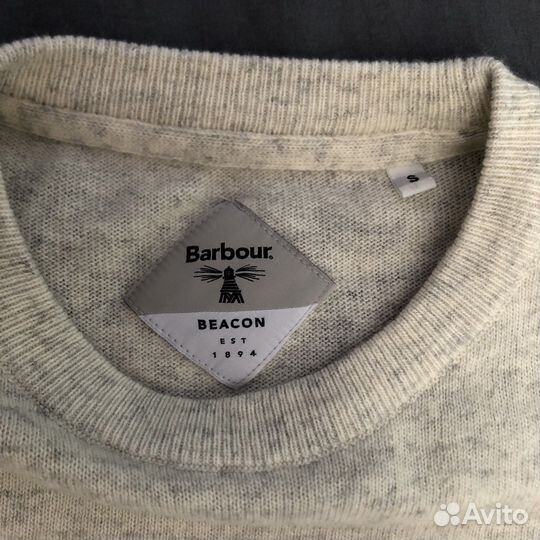 S
Barbour.
BEACON
EST
1894
Avito